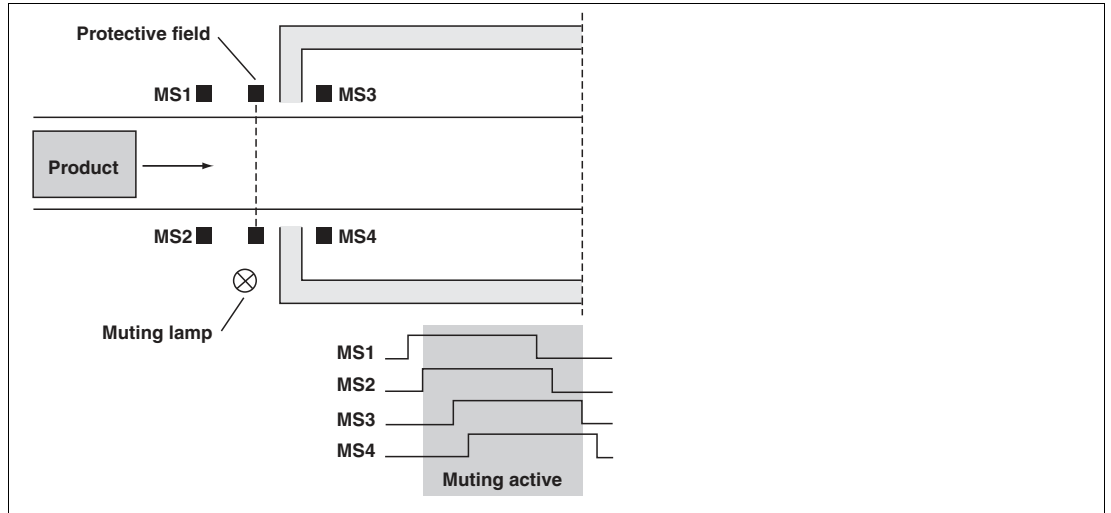 Protective field
MS1
MS3
Product
MS2
MS4
Muting lamp
MS1
MS2
MS3
MS4
Muting active